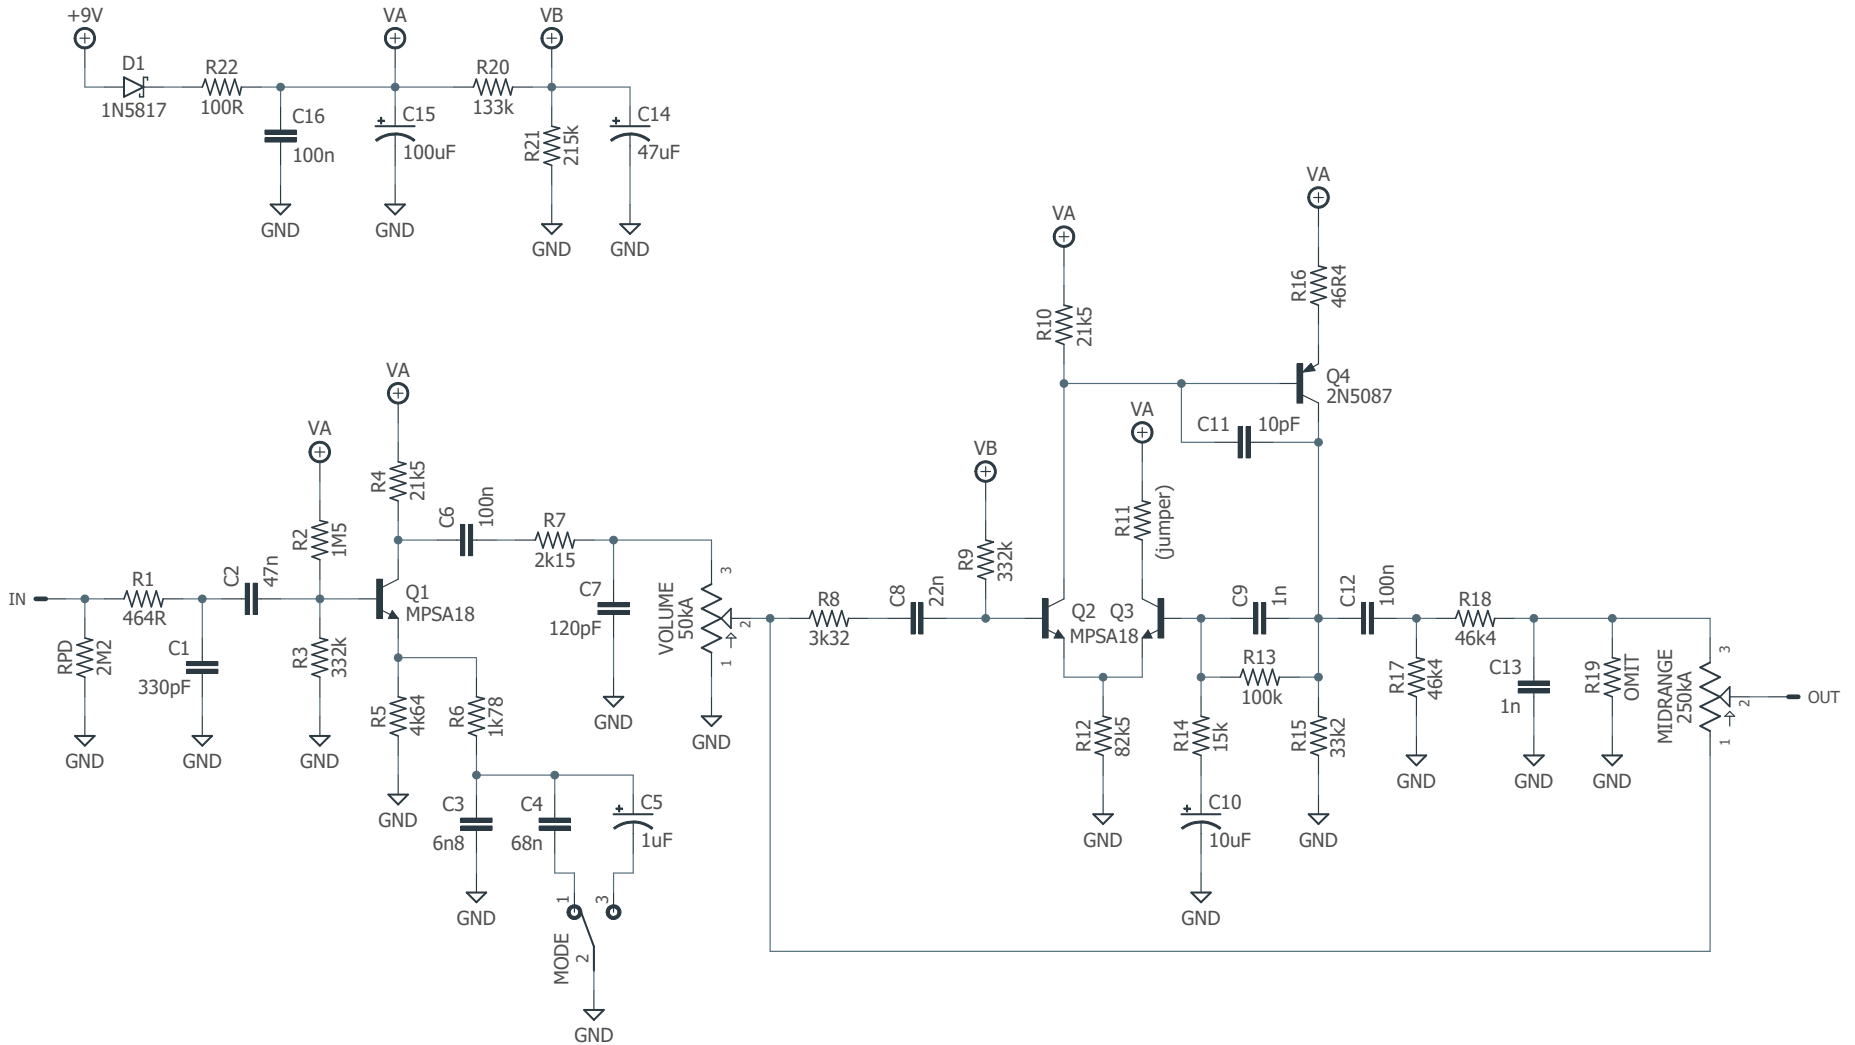 +9V
VA
VB
D1
1N5817
R22
100R
C16
100n
C15
100uF
R20
133k
R21
215k
C14
47uF
GND
GND
GND
GND
VA
R16
46R4
VA
R10
21k5
Q4
2N5087
C11
10pF
VA
R11
(jumper)
VB
R9
332k
VA
R4
21k5
VA
R2
1M5
C6
100n
R7
2k15
C7
120pF
GND
VOLUME
50kA
3
2
1
GND
IN
RPD
2M2
GND
R1
464R
C1
330pF
GND
C2
47n
R3
332k
GND
Q1
MPSA18
R5
4k64
GND
R6
1k78
C3
6n8
GND
C4
68n
C5
1uF
1
3
MODE
2
GND
R8
3k32
C8
22n
Q2
Q3
MPSA18
R12
82k5
GND
C9
1n
R13
100k
R14
15k
C10
10uF
GND
R15
33k2
GND
C12
100n
R17
46k4
GND
R18
46k4
C13
1n
GND
R19
OMIT
GND
MIDRANGE
250kA
3
2
1
OUT